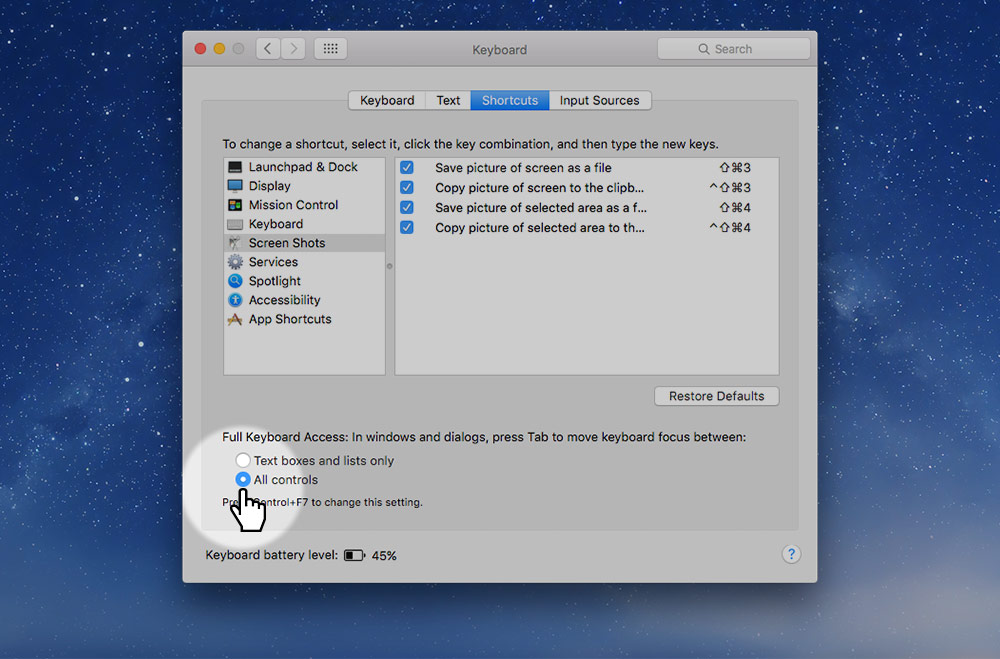 Keyboard
Search
Keyboard Text Shortcuts Input Sources
To change a shortcut, select it, click the key combination, and then type the new keys.
Launchpad & Dock
Display
Mission Control
Keyboard
Screen Shots
Services
Spotlight
Accessibility
App Shortcuts
Save picture of screen as a file ⇧⌘3
Copy picture of screen to the clipb... ^⇧⌘3
Save picture of selected area as a f... ⇧⌘4
Copy picture of selected area to th... ^⇧⌘4
Restore Defaults
Full Keyboard Access: In windows and dialogs, press Tab to move keyboard focus between:
Text boxes and lists only
All controls
Control+F7 to change this setting.
Keyboard battery level: 45%
?